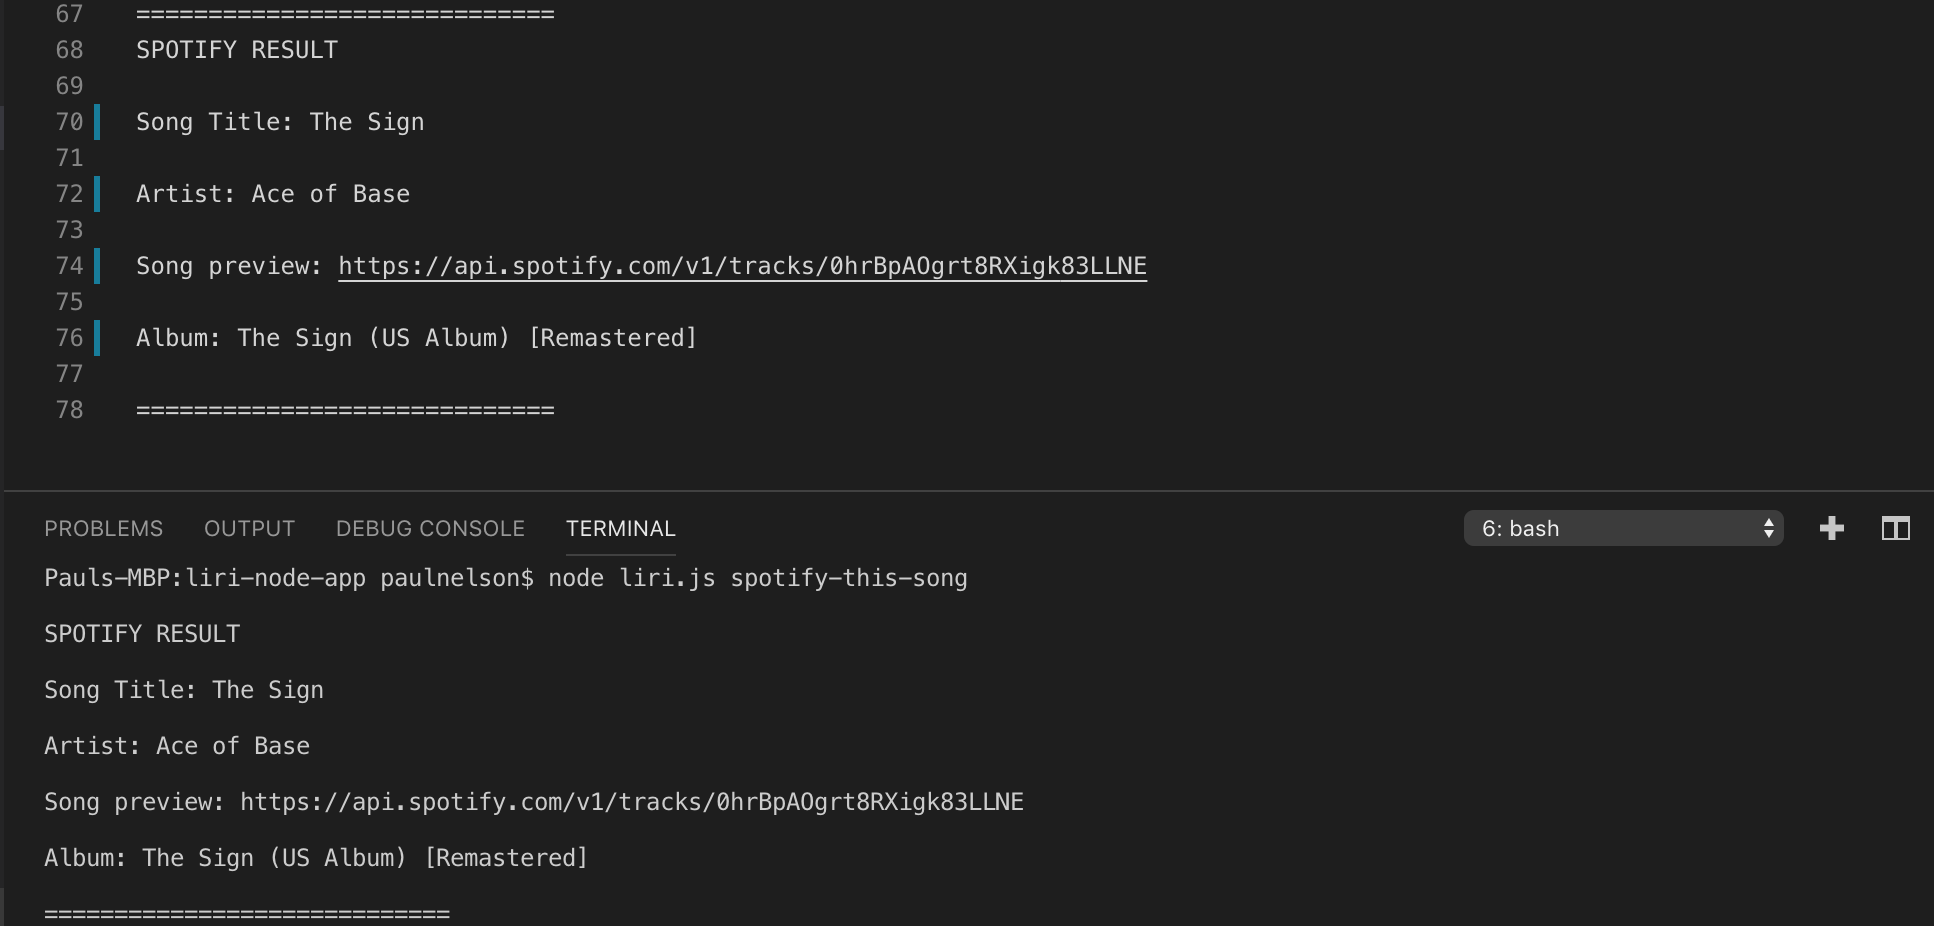 67 =============================
68 SPOTIFY RESULT
69
70 Song Title: The Sign
71
72 Artist: Ace of Base
73
74 Song preview: https://api.spotify.com/v1/tracks/0hrBpAOgrt8RXigk83LLNE
75
76 Album: The Sign (US Album) [Remastered]
77
78 =============================
PROBLEMS OUTPUT DEBUG CONSOLE TERMINAL 6: bash
Pauls-MBP:liri-node-app paulnelson$ node liri.js spotify-this-song
SPOTIFY RESULT
Song Title: The Sign
Artist: Ace of Base
Song preview: https://api.spotify.com/v1/tracks/0hrBpAOgrt8RXigk83LLNE
Album: The Sign (US Album) [Remastered]
=============================